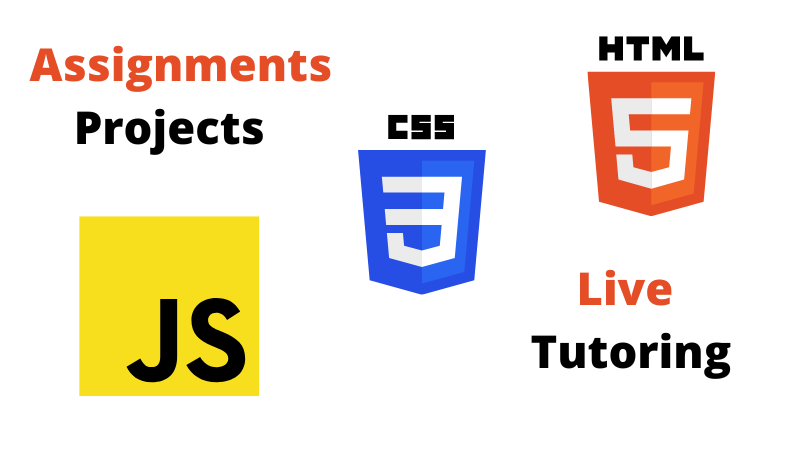 Assignments
Projects
CSS
3
HTML
5
JS
Live
Tutoring